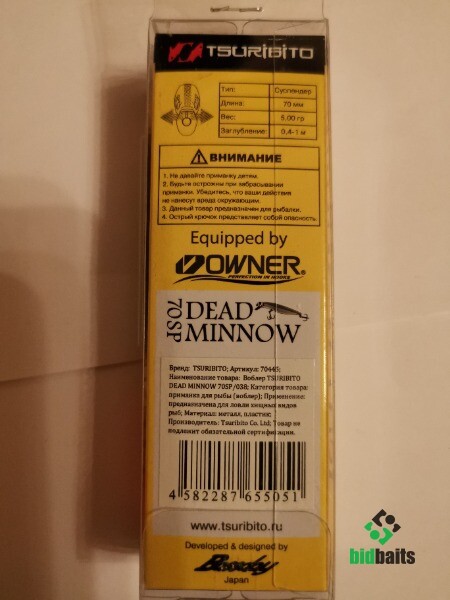 TSURIBITO
Тип: Суспендер
Длина: 70 мм
Вес: 5,00 гр
Заглубление: 0,4-1 м
ВНИМАНИЕ
1. Не давайте приманку детям.
2. Будьте острожны при забрасывании
приманки. Убедитесь, что ваши действия
не нанесут вреда окружающим.
3. Данный товар предназначен для рыбалки.
4. Острый крючок представляет собой опасность.
Equipped by
OWNER®
PERFECTION IN HOOKS
70SP
DEAD
MINNOW
Бренд: TSURIBITO; Артикул: 70445;
Наименование товара: Воблер TSURIBITO
DEAD MINNOW 70SP/038; Категория товара:
приманка для рыбы (воблер); Применение:
предназначена для ловли хищных видов
рыб; Материал: металл, пластик;
Производитель: Tsuribito Co. Ltd; Товар не
подлежит обязательной сертификации.
4 582287 655051
www.tsuribito.ru
Developed & designed by
Japan
bidbaits